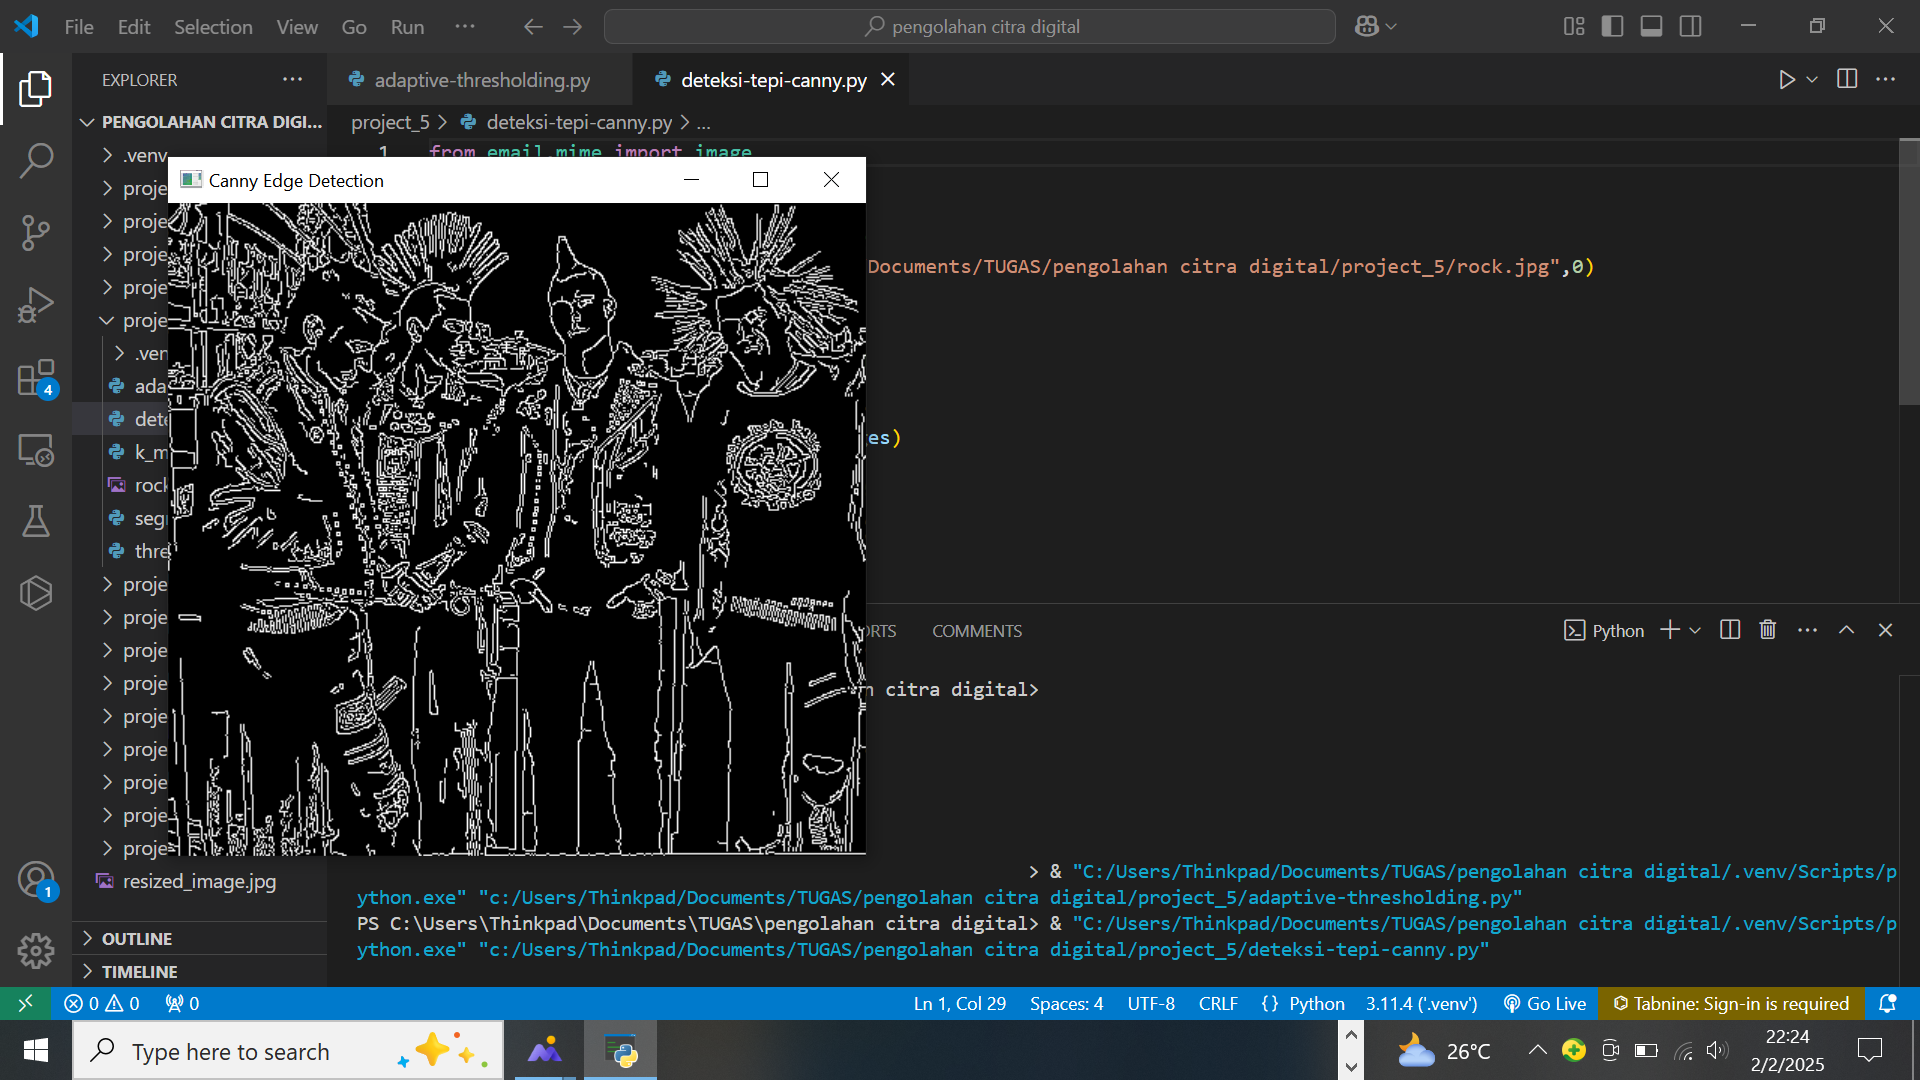 File Edit Selection View Go Run ···
pengolahan citra digital
EXPLORER
adaptive-thresholding.py
deteksi-tepi-canny.py
PENGOLAHAN CITRA DIGI...
project_5 > deteksi-tepi-canny.py > ...
1 from email.mime import image
.venv
Canny Edge Detection
proje
proje
proje
Documents/TUGAS/pengolahan citra digital/project_5/rock.jpg",0)
proje
proje
.ven
ada
dete
es)
k_m
rock
seg
thre
proje
proje
COMMENTS
Python
proje
proje
citra digital>
proje
proje
proje
proje
proje
resized_image.jpg
> & "C:/Users/Thinkpad/Documents/TUGAS/pengolahan citra digital/.venv/Scripts/p
ython.exe" "c:/Users/Thinkpad/Documents/TUGAS/pengolahan citra digital/project_5/adaptive-thresholding.py"
PS C:\Users\Thinkpad\Documents\TUGAS\pengolahan citra digital> & "C:/Users/Thinkpad/Documents/TUGAS/pengolahan citra digital/.venv/Scripts/p
ython.exe" "c:/Users/Thinkpad/Documents/TUGAS/pengolahan citra digital/project_5/deteksi-tepi-canny.py"
OUTLINE
TIMELINE
4
1
0 0 0 Ln 1, Col 29 Spaces: 4 UTF-8 CRLF {} Python 3.11.4 ('.venv') Go Live Tabnine: Sign-in is required
Type here to search
26°C
22:24
2/2/2025